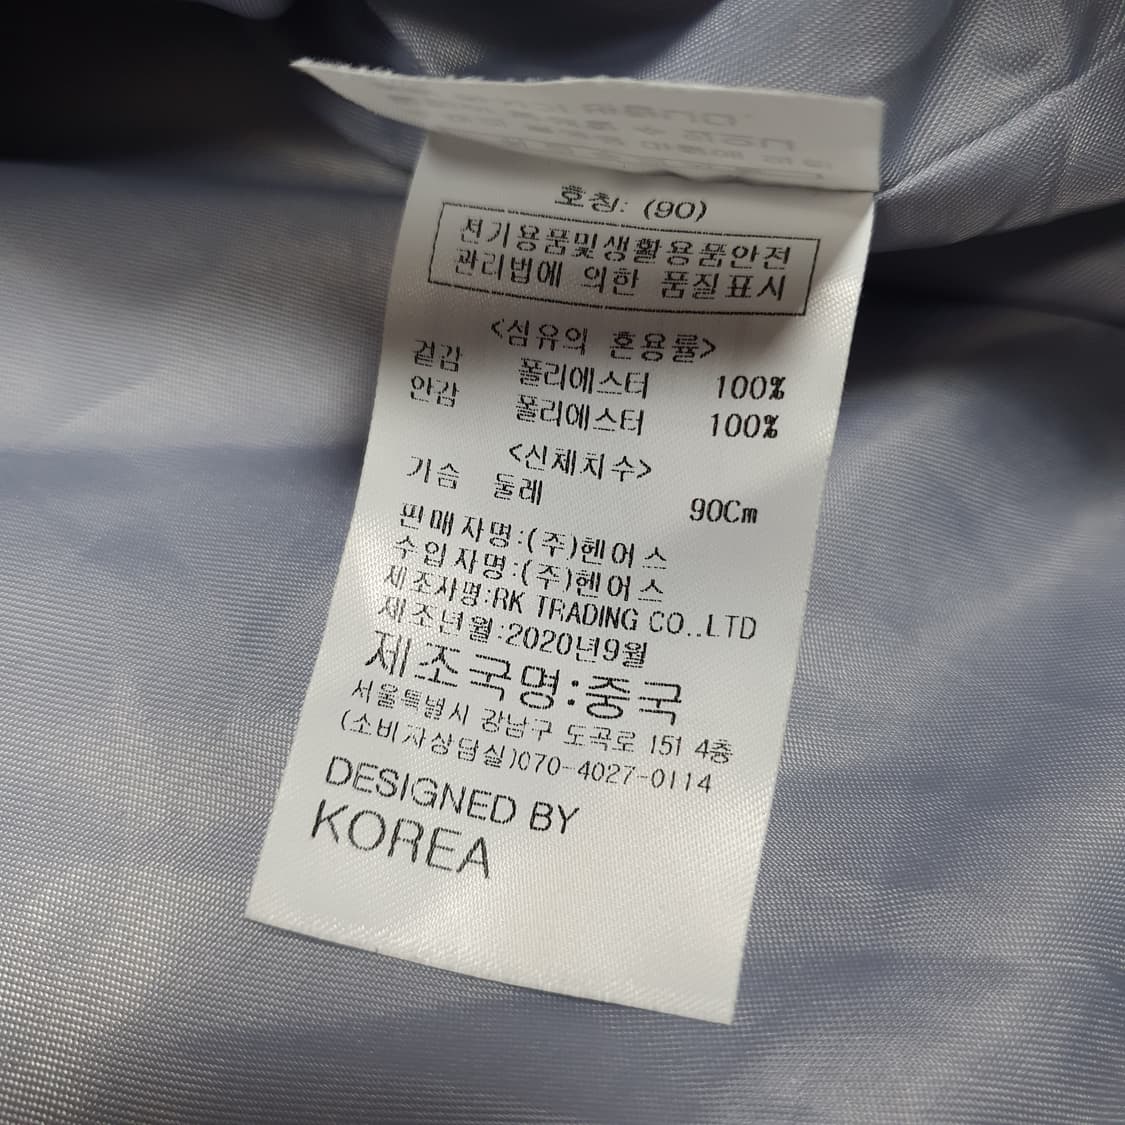 호칭: (90)
전기용품및생활용품안전
관리법에 의한 품질표시
<섬유의 혼용률>
겉감 폴리에스터 100%
안감 폴리에스터 100%
<신체치수>
가슴 둘레 90Cm
판매자명:(주)헨어스
수입자명:(주)헨어스
제조자명:RK TRADING CO..LTD
제조년월:2020년9월
제조국명:중국
서울특별시 강남구 도곡로 151 4층
(소비자상담실)070-4027-0114
DESIGNED BY
KOREA